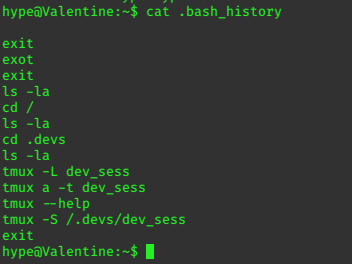 hype@Valentine:~$ cat .bash_history
exit
exot
exit
ls -la
cd /
ls -la
cd .devs
ls -la
tmux -L dev_sess
tmux a -t dev_sess
tmux --help
tmux -S /.devs/dev_sess
exit
hype@Valentine:~$